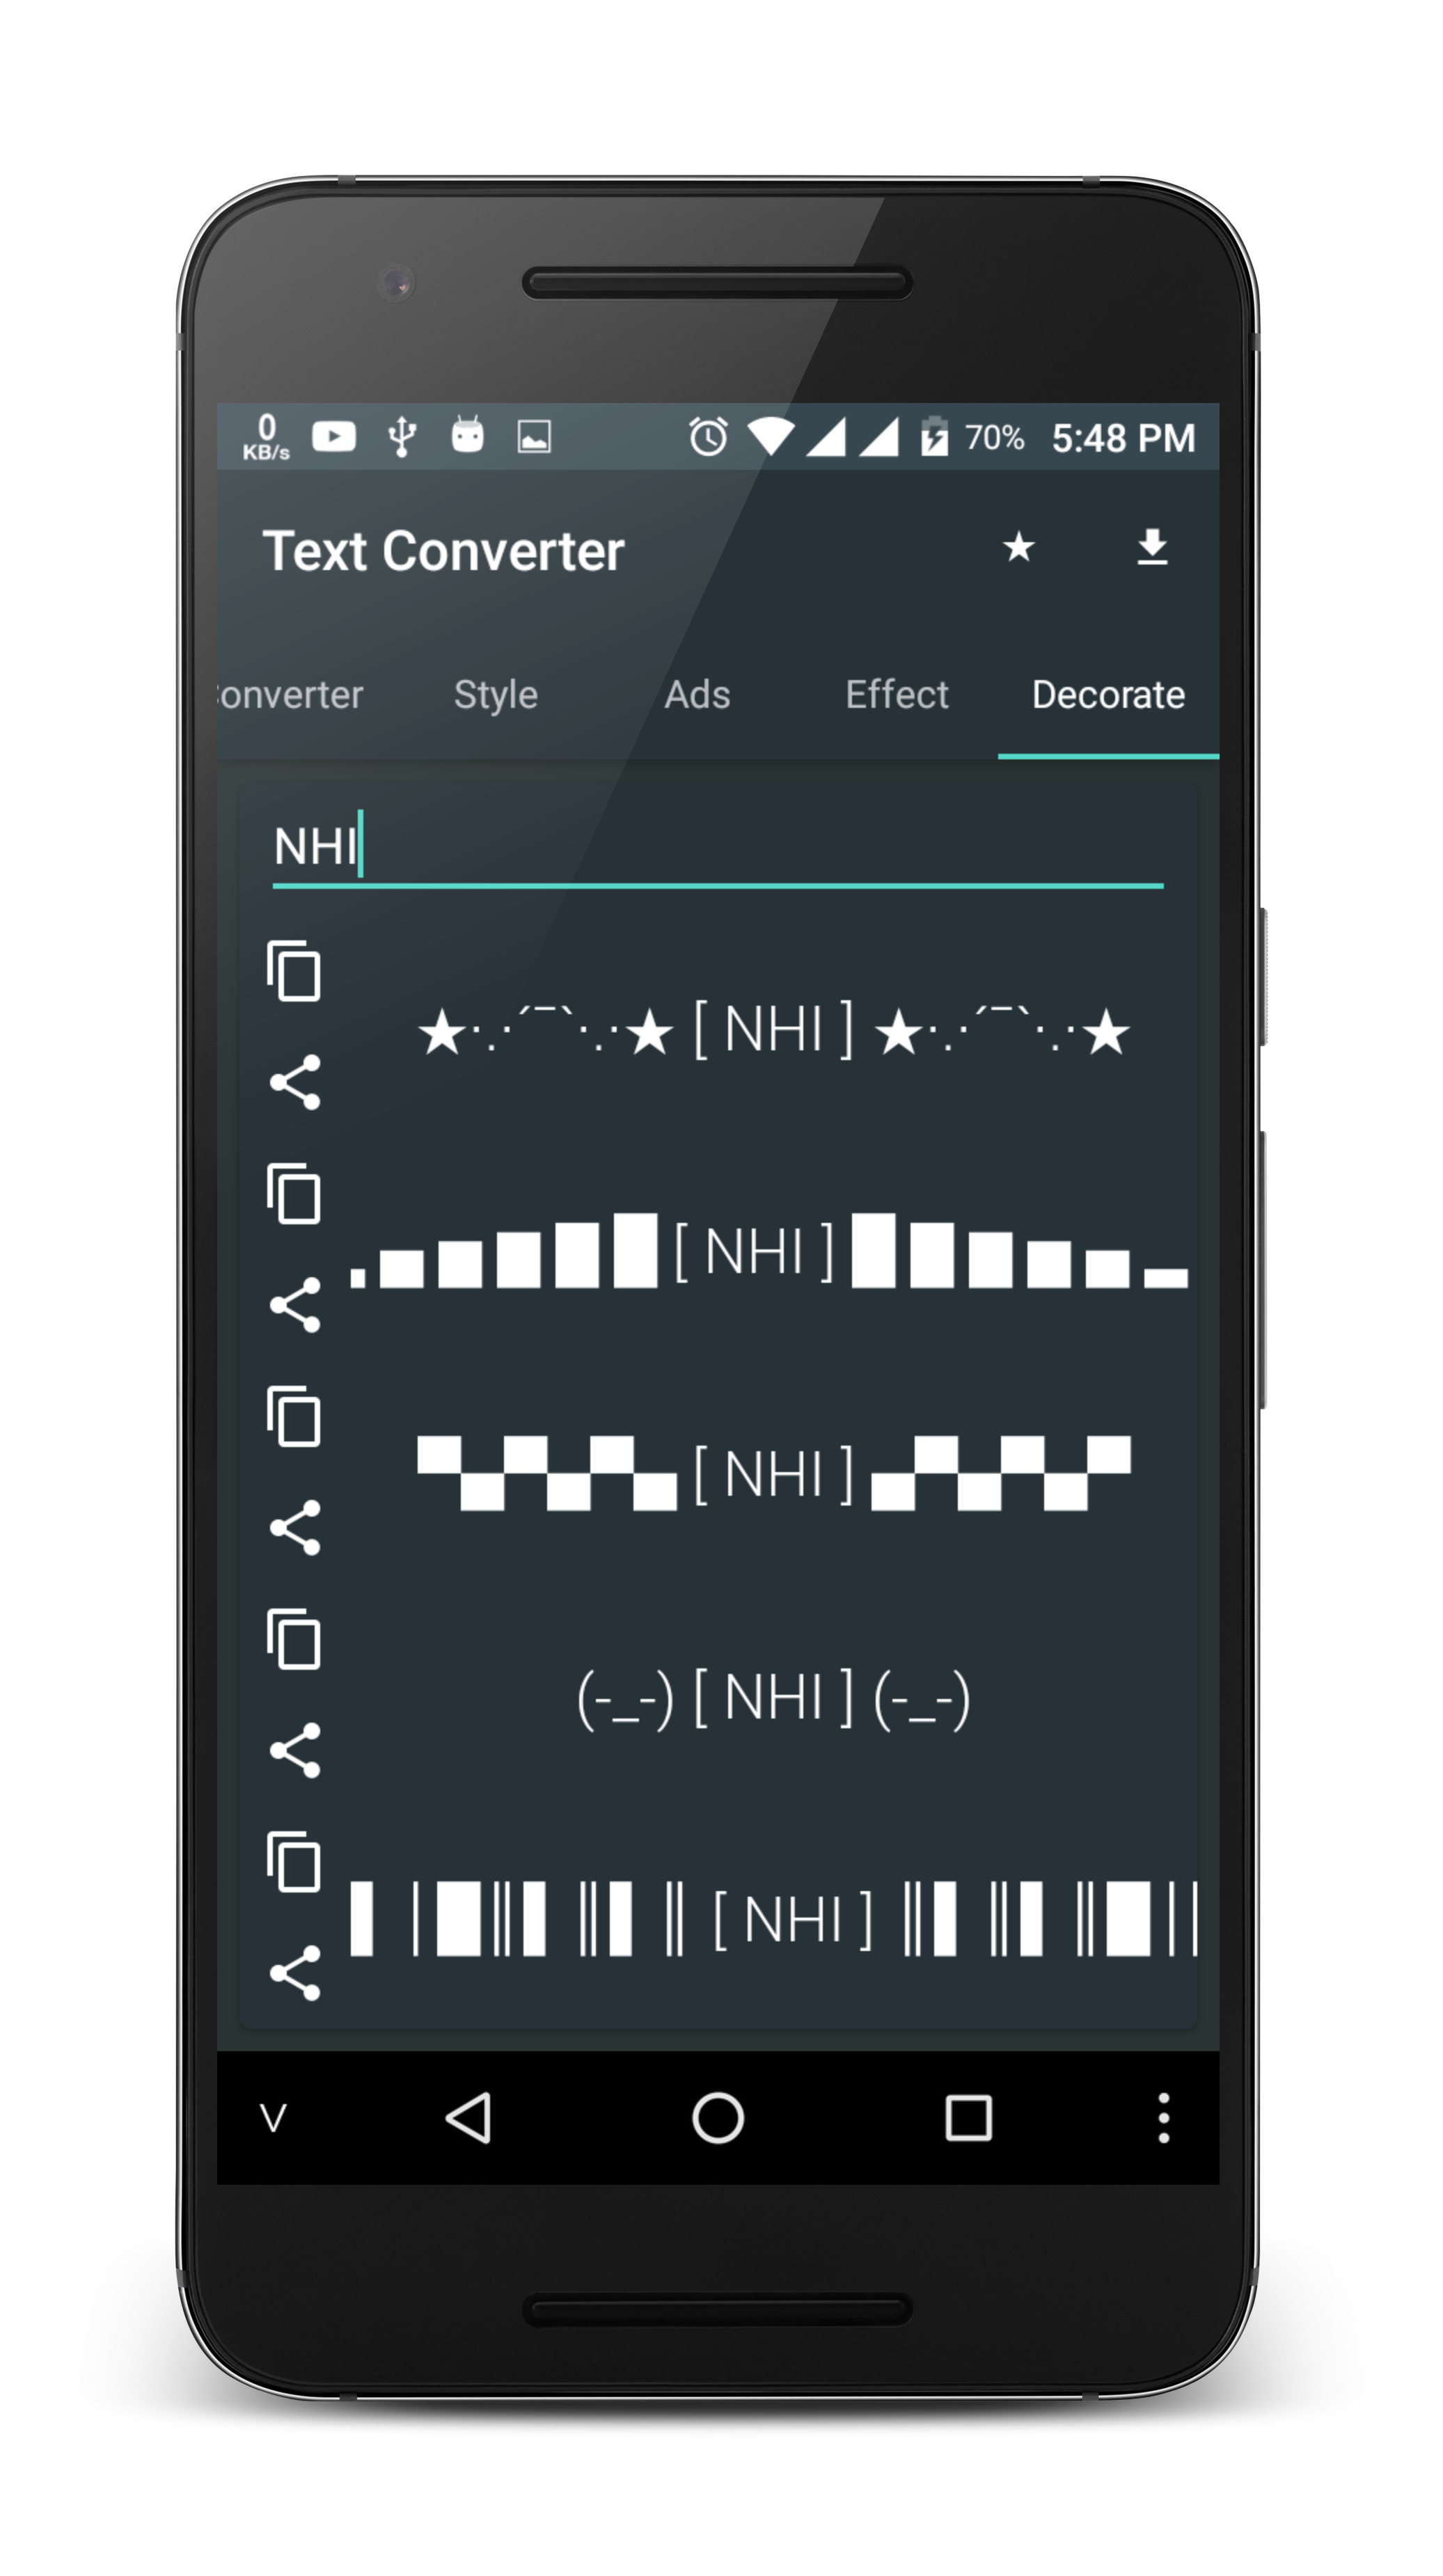 0 KB/s 70% 5:48 PM
Text Converter
onverter Style Ads Effect Decorate
NHI
★·.·´¯`·.·★ [ NHI ] ★·.·´¯`·.·★
[ NHI ]
▀▄▀▄▀▄ [ NHI ] ▄▀▄▀▄▀
(-_-) [ NHI ] (-_-)
[ NHI ]